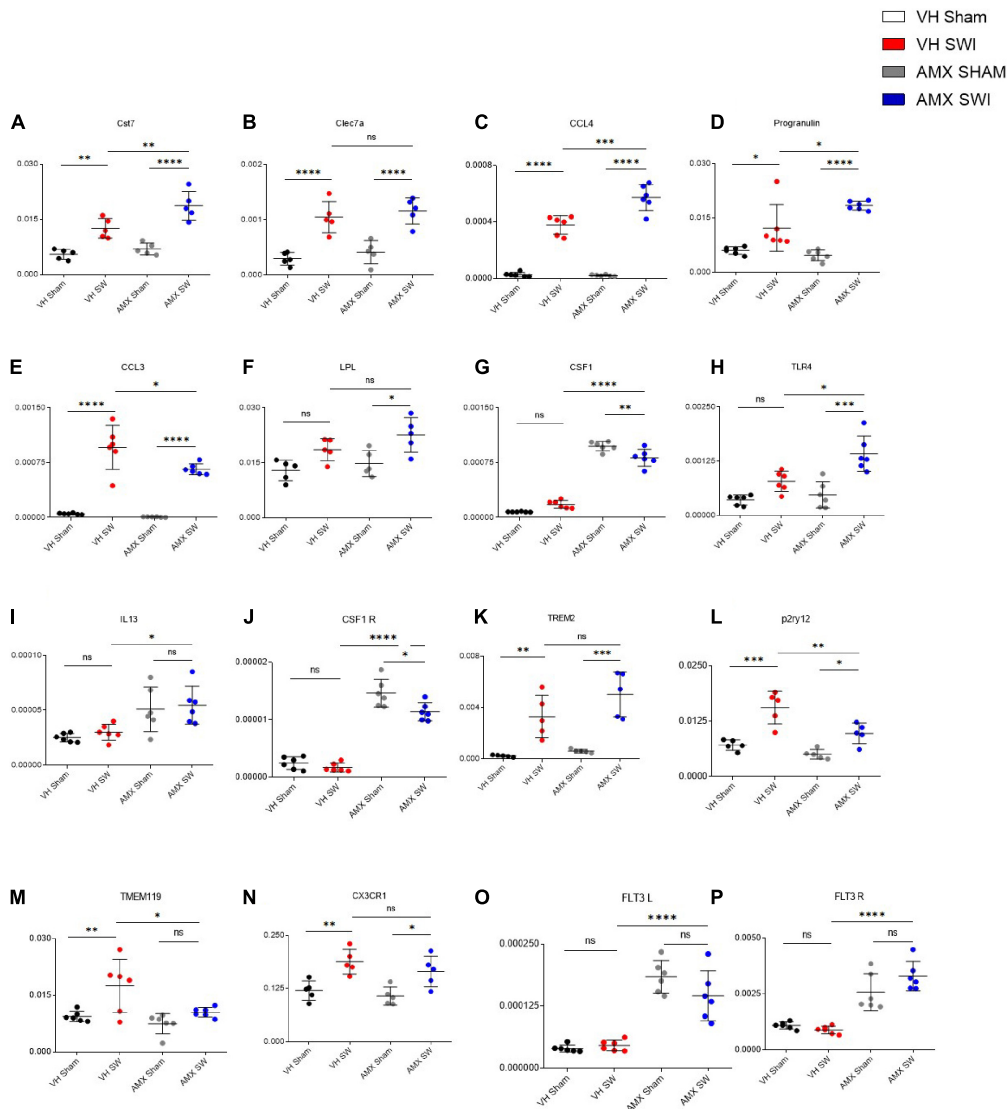 VH Sham
VH SWI
AMX SHAM
AMX SWI
A
Cst7
**
**
****
0.030
0.015
0.000
VH Sham
VH SW
AMX Sham
AMX SW
B
Clec7a
ns
****
****
0.002
0.001
0.001
0.000
VH Sham
VH SW
AMX Sham
AMX SW
C
CCL4
***
****
****
0.0008
0.0004
0.0000
VH Sham
VH SW
AMX Sham
AMX SW
D
Progranulin
*
*
****
0.030
0.015
0.000
VH Sham
VH SW
AMX Sham
AMX SW
E
CCL3
*
****
****
0.00150
0.00075
0.00000
VH Sham
VH SW
AMX Sham
AMX SW
F
LPL
ns
ns
*
0.030
0.015
0.000
VH Sham
VH SW
AMX Sham
AMX SW
G
CSF1
****
ns
**
0.00150
0.00075
0.00000
VH Sham
VH SW
AMX Sham
AMX SW
H
TLR4
*
ns
***
0.00250
0.00125
0.00000
VH Sham
VH SW
AMX Sham
AMX SW
I
IL13
*
ns
ns
0.00010
0.00005
0.00000
VH Sham
VH SW
AMX Sham
AMX SW
J
CSF1 R
****
ns
*
0.00002
0.00001
0.00000
VH Sham
VH SW
AMX Sham
AMX SW
K
TREM2
ns
**
***
0.008
0.004
0.000
VH Sham
VH SW
AMX Sham
AMX SW
L
p2ry12
**
***
*
0.0250
0.0125
0.0000
VH Sham
VH SW
AMX Sham
AMX SW
M
TMEM119
*
**
ns
0.030
0.015
0.000
VH Sham
VH SW
AMX Sham
AMX SW
N
CX3CR1
ns
**
*
0.250
0.125
0.000
VH Sham
VH SW
AMX Sham
AMX SW
O
FLT3 L
****
ns
ns
0.000250
0.000125
0.000000
VH Sham
VH SW
AMX Sham
AMX SW
P
FLT3 R
****
ns
ns
0.0050
0.0025
0.0000
VH Sham
VH SW
AMX Sham
AMX SW